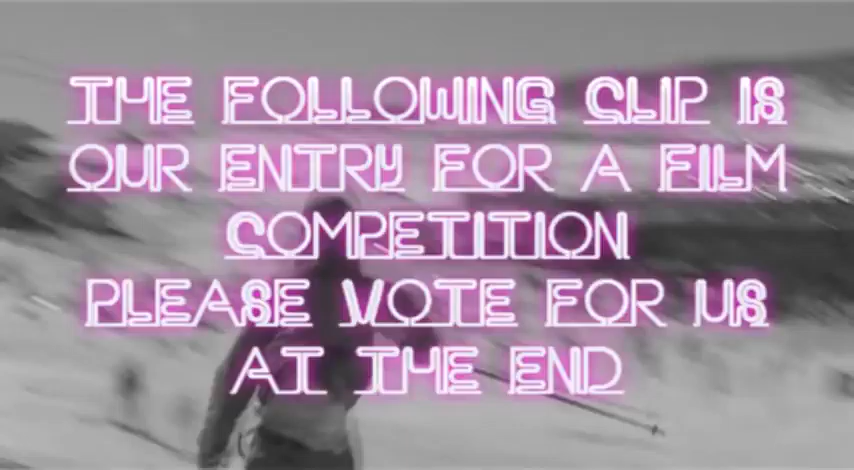 THE FOLLOWING CLIP IS
OUR ENTRY FOR A FILM
COMPETITION
PLEASE VOTE FOR US
AT THE END